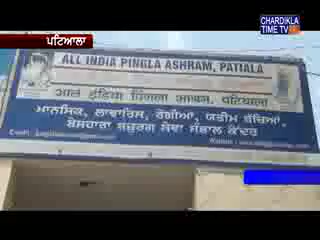 ਪਟਿਆਲਾ
CHARDIKLA
TIME TV
ALL INDIA PINGLA ASHRAM, PATIALA
ਆਲ ਇੰਡੀਆ ਪਿੰਗਲਾ ਆਸ਼ਰਮ, ਪਟਿਆਲਾ
ਮਾਨਸਿਕ, ਲਾਵਾਰਿਸ, ਰੋਗੀਆਂ, ਯਤੀਮ ਬੱਚਿਆਂ,
ਬੇਸਹਾਰਾ ਬਜ਼ੁਰਗ ਸੇਵਾ ਸੰਭਾਲ ਕੇਂਦਰ